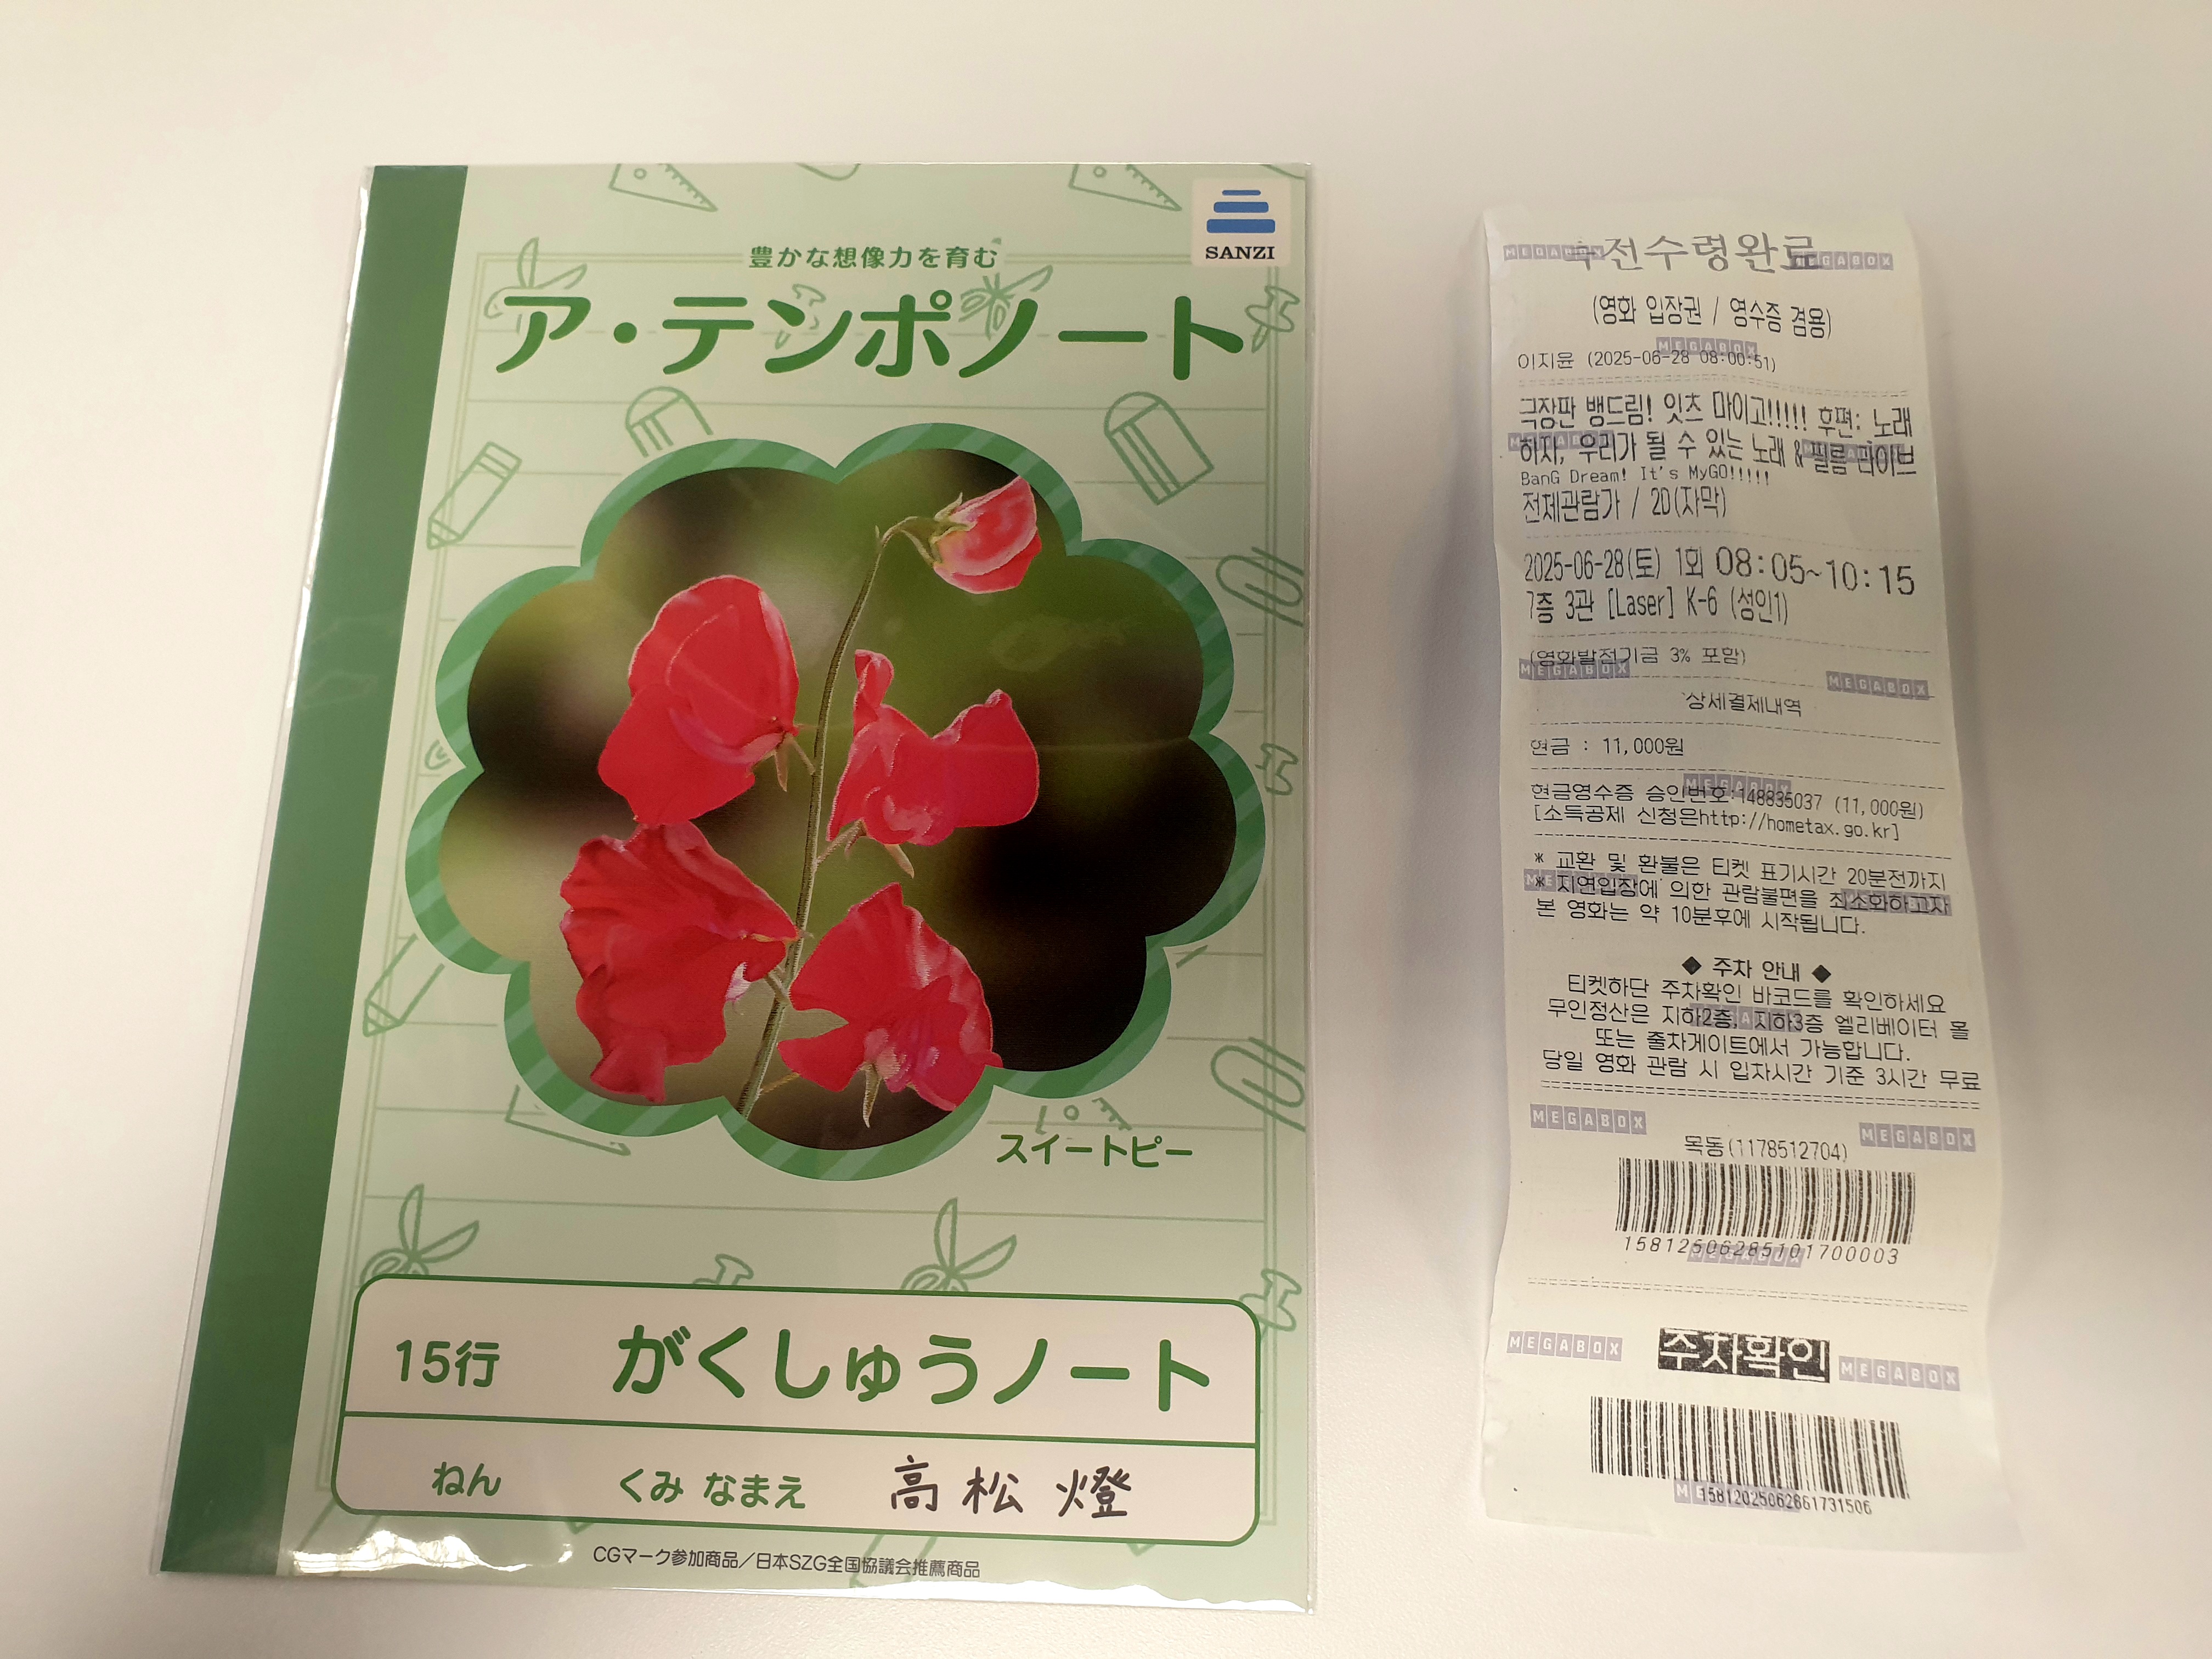 SANZI
豊かな想像力を育む
ア・テンポノート
スイートピー
15行 がくしゅうノート
ねん くみ なまえ 高松 燈
CGマーク参加商品/日本SZG全国協議会推薦商品
전수령완료
(영화 입장권 / 영수증 겸용)
이지윤 (2025-06-28 08:00:51)
극장판 뱅드림! 잇츠 마이고!!!!! 후편: 노래
하자, 우리가 될 수 있는 노래 & 필름 라이브
BanG Dream! It's MyGO!!!!!
전체관람가 / 2D(자막)
2025-06-28(토) 1회 08:05~10:15
7층 3관 [Laser] K-6 (성인1)
(영화발전기금 3% 포함)
MEGABOX MEGABOX
상세결제내역
현금 : 11,000원
현금영수증 승인번호:148835037 (11,000원)
[소득공제 신청은http://hometax.go.kr]
* 교환 및 환불은 티켓 표기시간 20분전까지
* 지연입장에 의한 관람불편을 최소화하고자
본 영화는 약 10분후에 시작됩니다.
◆ 주차 안내 ◆
티켓하단 주차확인 바코드를 확인하세요
무인정산은 지하2층, 지하3층 엘리베이터 홀
또는 출차게이트에서 가능합니다.
당일 영화 관람 시 입차시간 기준 3시간 무료
MEGABOX MEGABOX
목동(1178512704)
15812506285101700003
MEGABOX 주차확인 MEGABOX
15812025062861731506